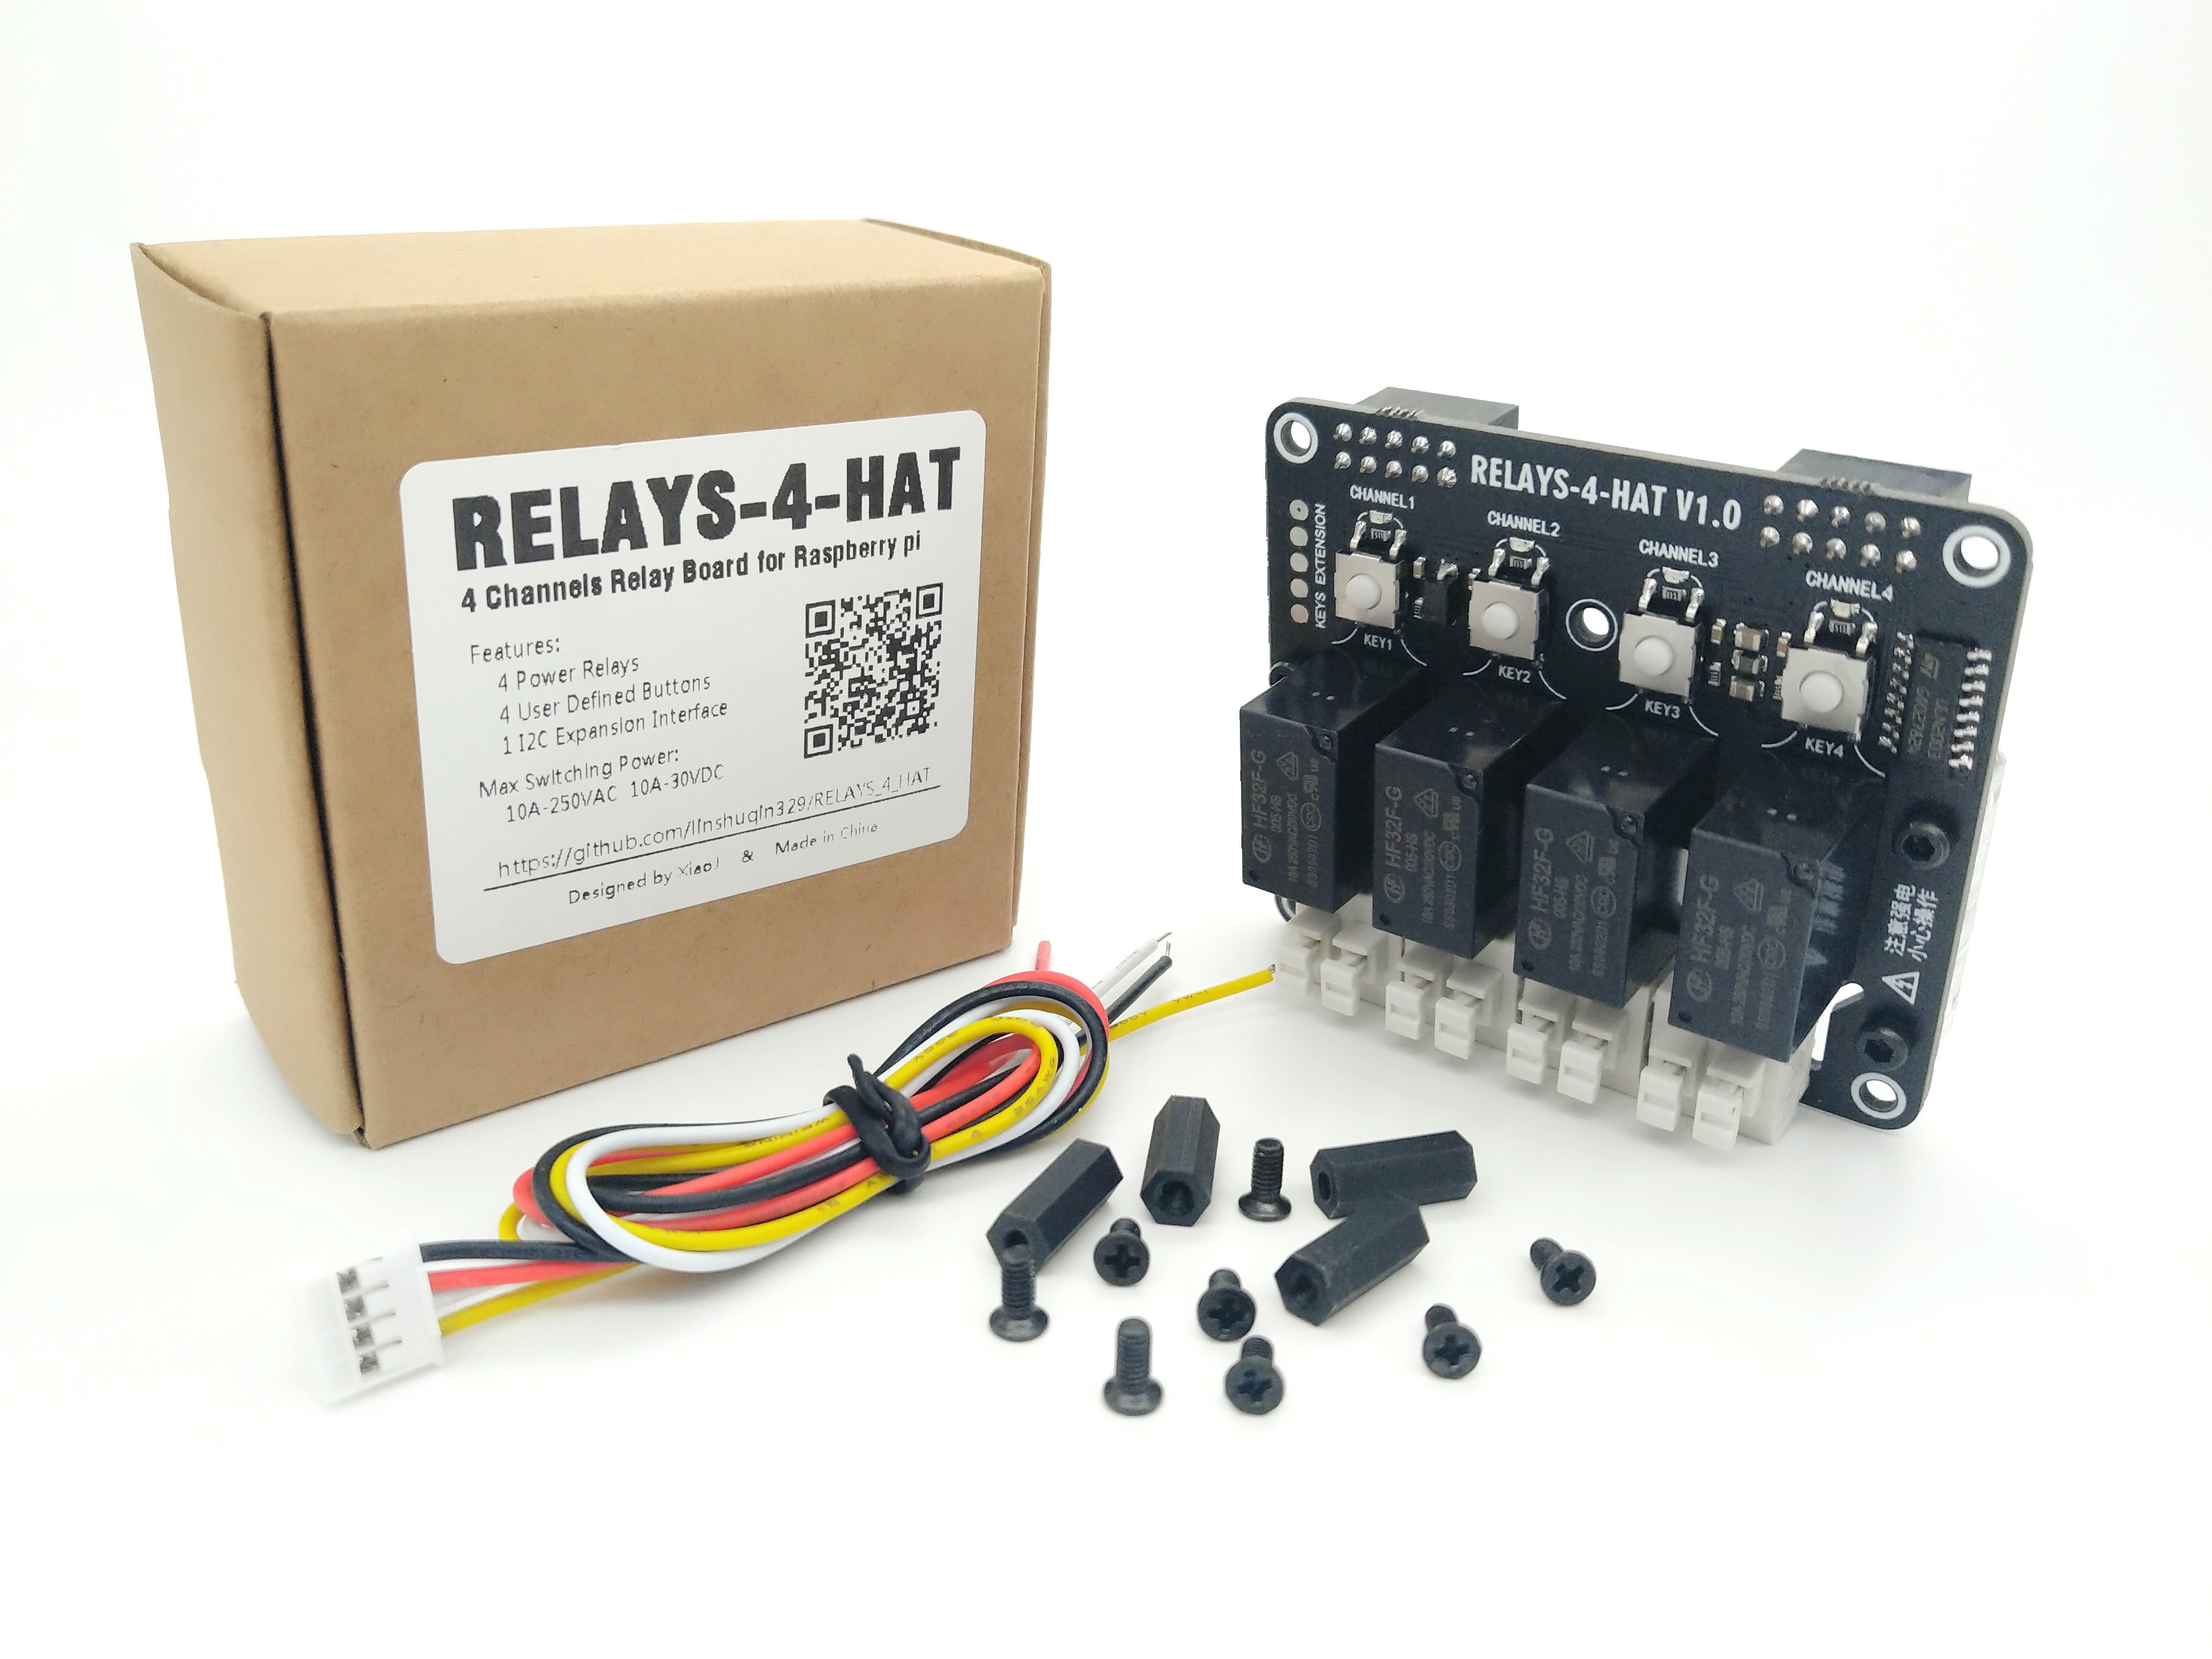 RELAYS-4-HAT
4 Channels Relay Board for Raspberry pi
Features:
4 Power Relays
4 User Defined Buttons
1 I2C Expansion Interface
Max Switching Power:
10A-250VAC 10A-30VDC
https://github.com/linshuqin329/RELAYS_4_HAT
Designed by XiaoJ & Made in China
RELAYS-4-HAT V1.0
CHANNEL1
CHANNEL2
CHANNEL3
CHANNEL4
KEYS EXTENSION
KEY1
KEY2
KEY3
KEY4
HF32F-G
HF32F-G
HF32F-G
HF32F-G
注意强电
小心操作